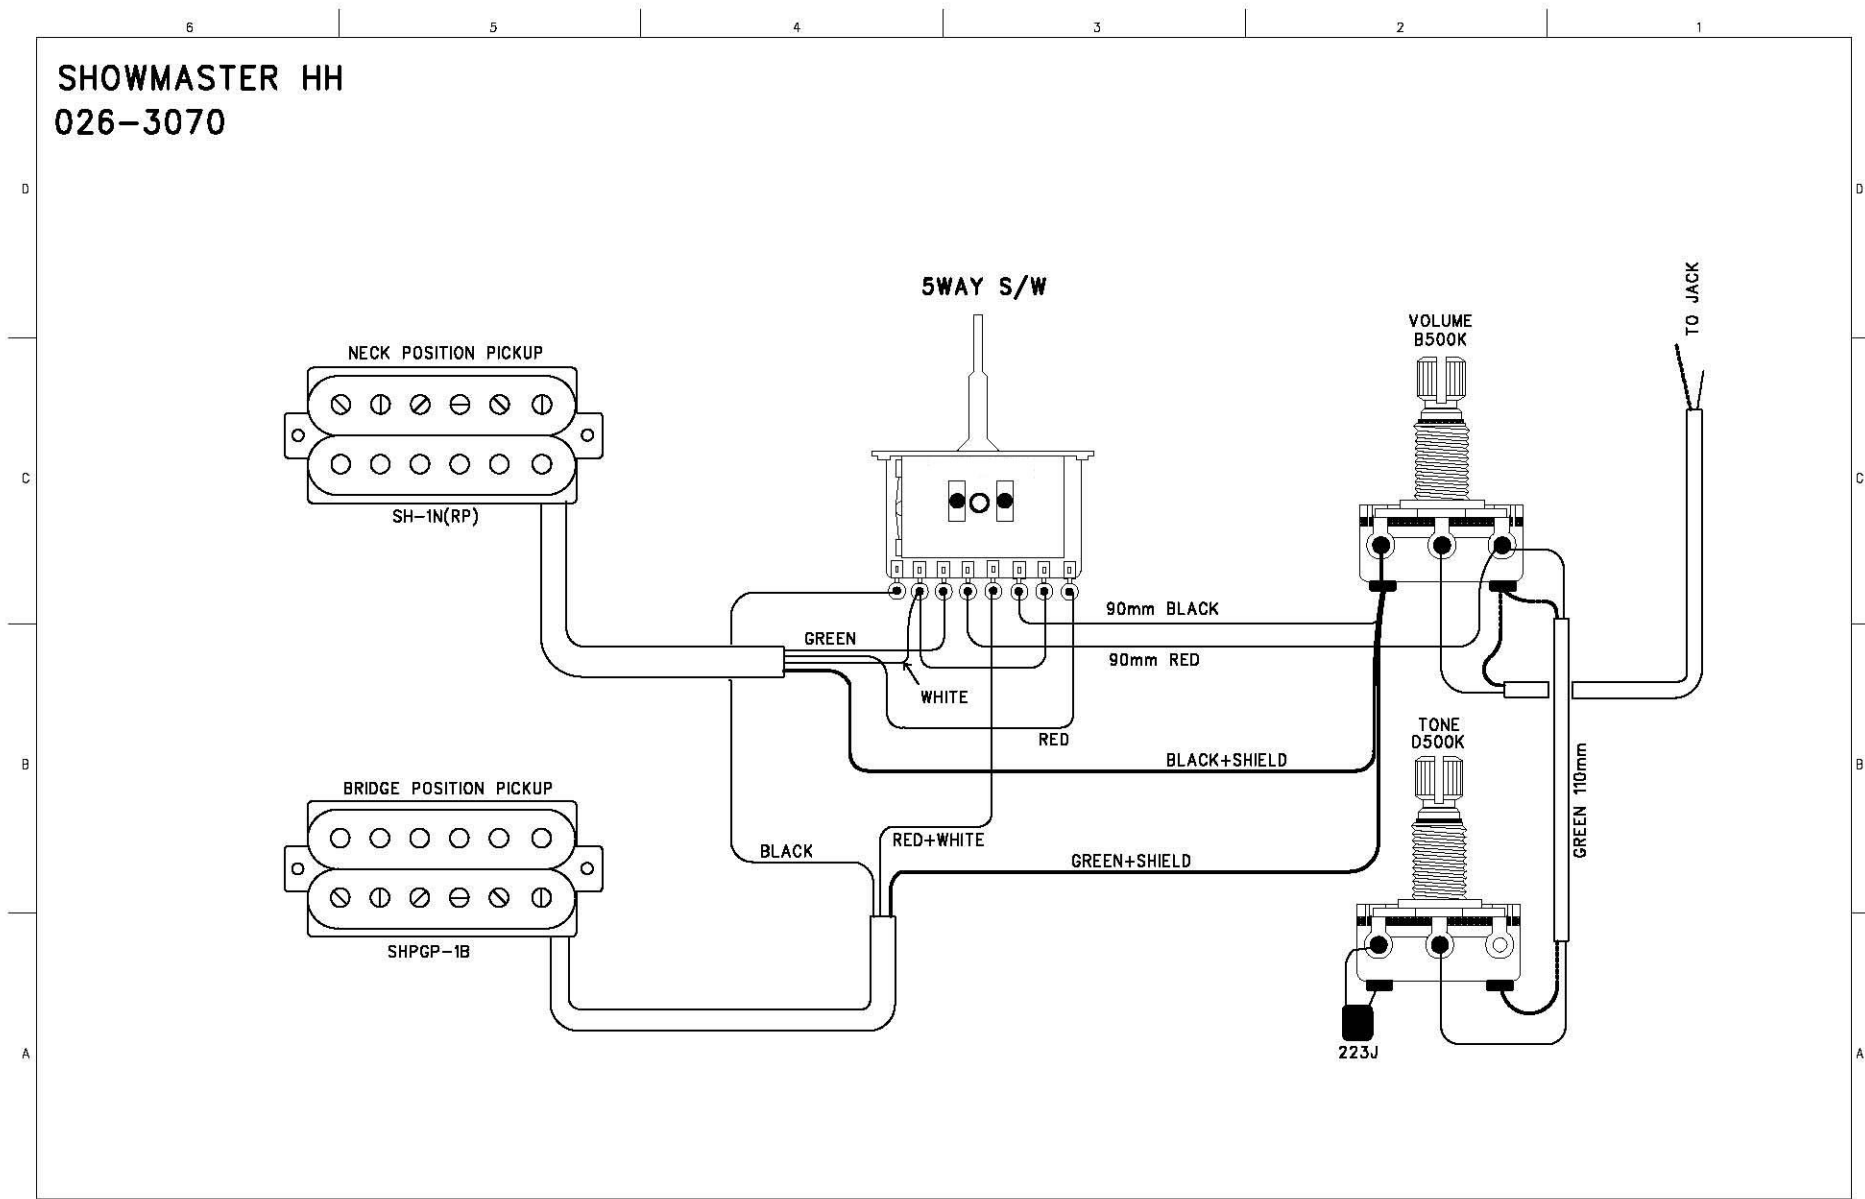 6 5 4 3 2 1
SHOWMASTER HH
026-3070
D D
5WAY S/W
TO JACK
VOLUME
B500K
NECK POSITION PICKUP
C C
SH-1N(RP)
90mm BLACK
GREEN
90mm RED
WHITE
TONE
D500K
RED
BLACK+SHIELD
B B
GREEN 110mm
BRIDGE POSITION PICKUP
RED+WHITE
BLACK
GREEN+SHIELD
SHPGP-1B
223J
A A